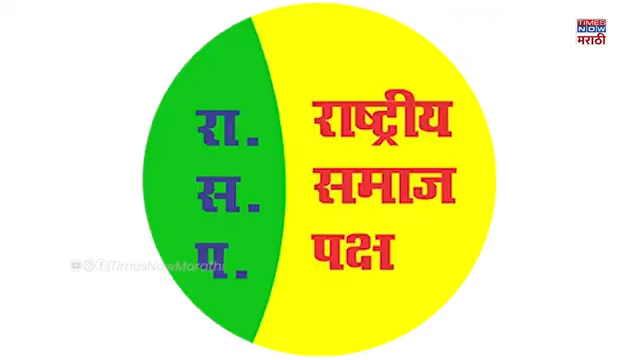 TIMES
NOW
मराठी
रा.
स.
प.
राष्ट्रीय
समाज
पक्ष
/TimesNowMarathi